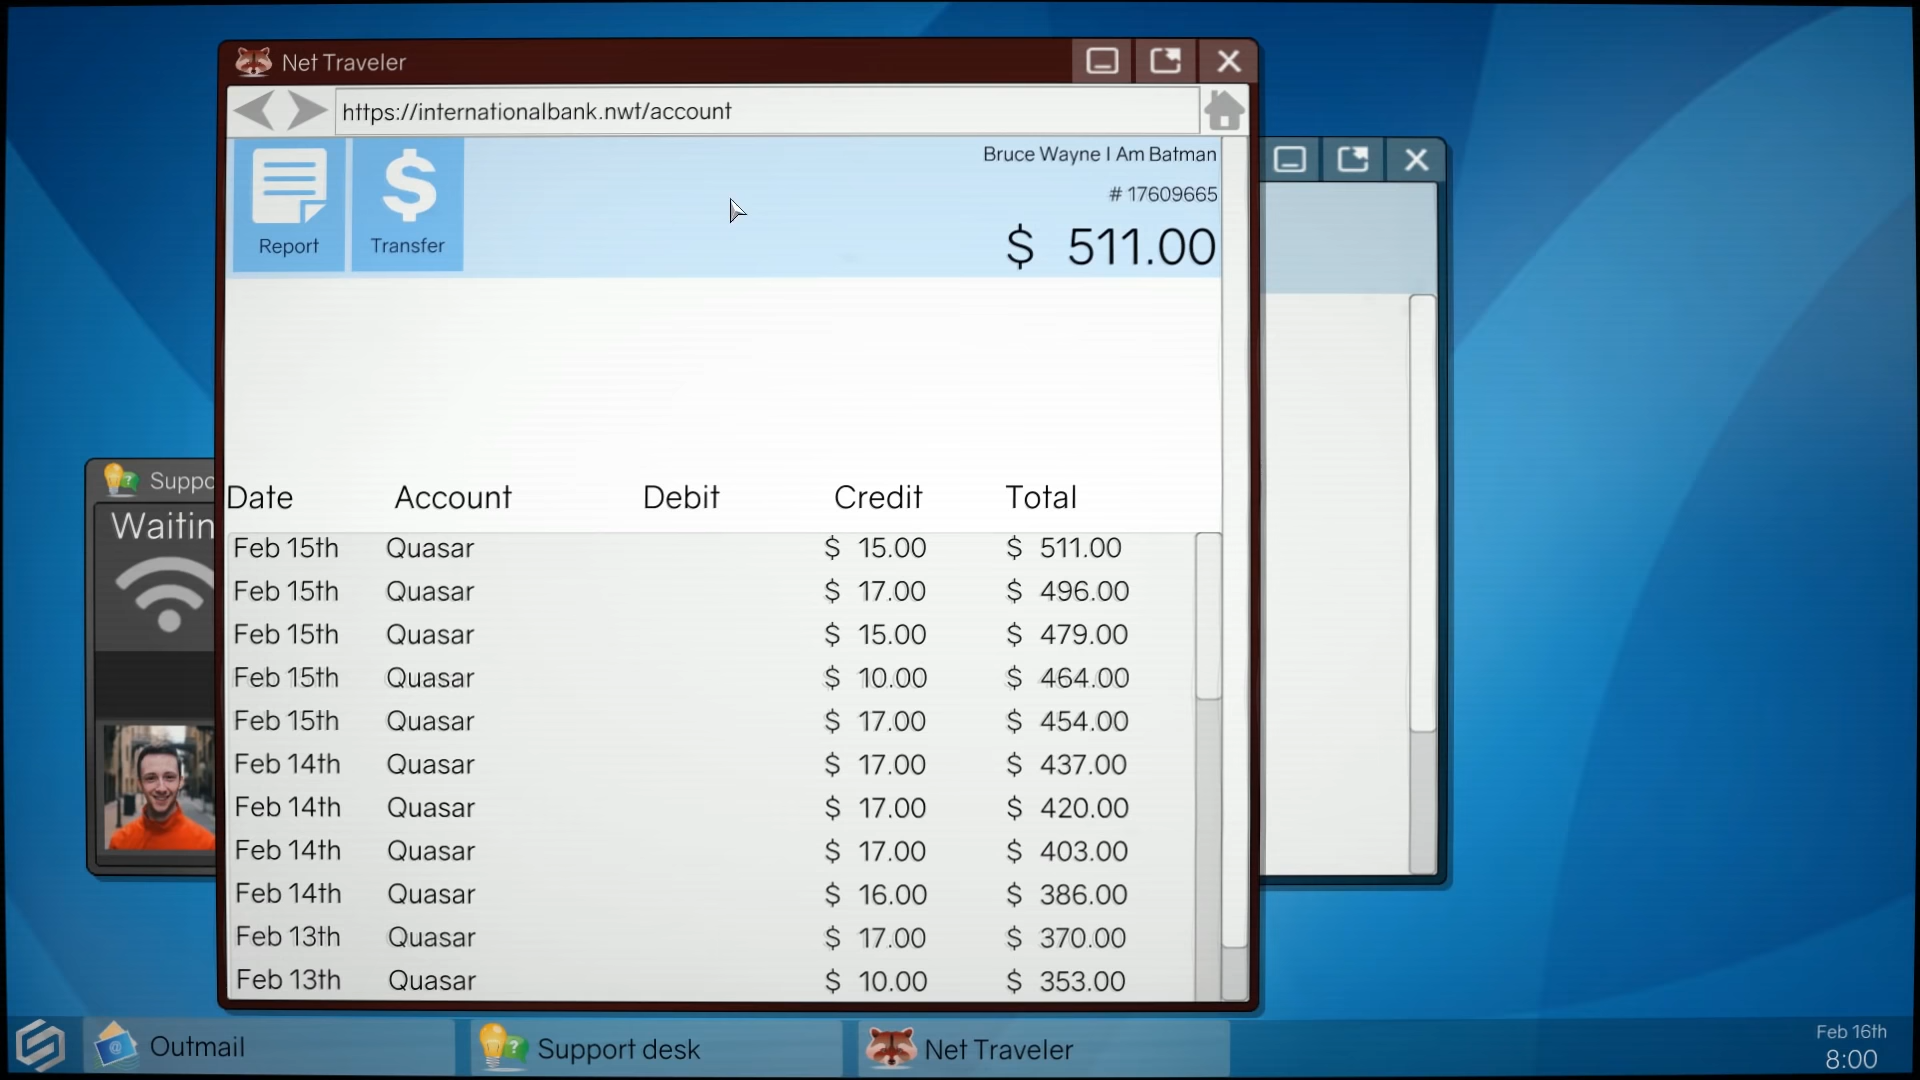 Net Traveler
https://internationalbank.nwt/account
Bruce Wayne I Am Batman
# 17609665
$ 511.00
Report
Transfer
Suppo
Waitin
Date Account Debit Credit Total
Feb 15th Quasar $ 15.00 $ 511.00
Feb 15th Quasar $ 17.00 $ 496.00
Feb 15th Quasar $ 15.00 $ 479.00
Feb 15th Quasar $ 10.00 $ 464.00
Feb 15th Quasar $ 17.00 $ 454.00
Feb 14th Quasar $ 17.00 $ 437.00
Feb 14th Quasar $ 17.00 $ 420.00
Feb 14th Quasar $ 17.00 $ 403.00
Feb 14th Quasar $ 16.00 $ 386.00
Feb 13th Quasar $ 17.00 $ 370.00
Feb 13th Quasar $ 10.00 $ 353.00
Outmail
Support desk
Net Traveler
Feb 16th
8:00